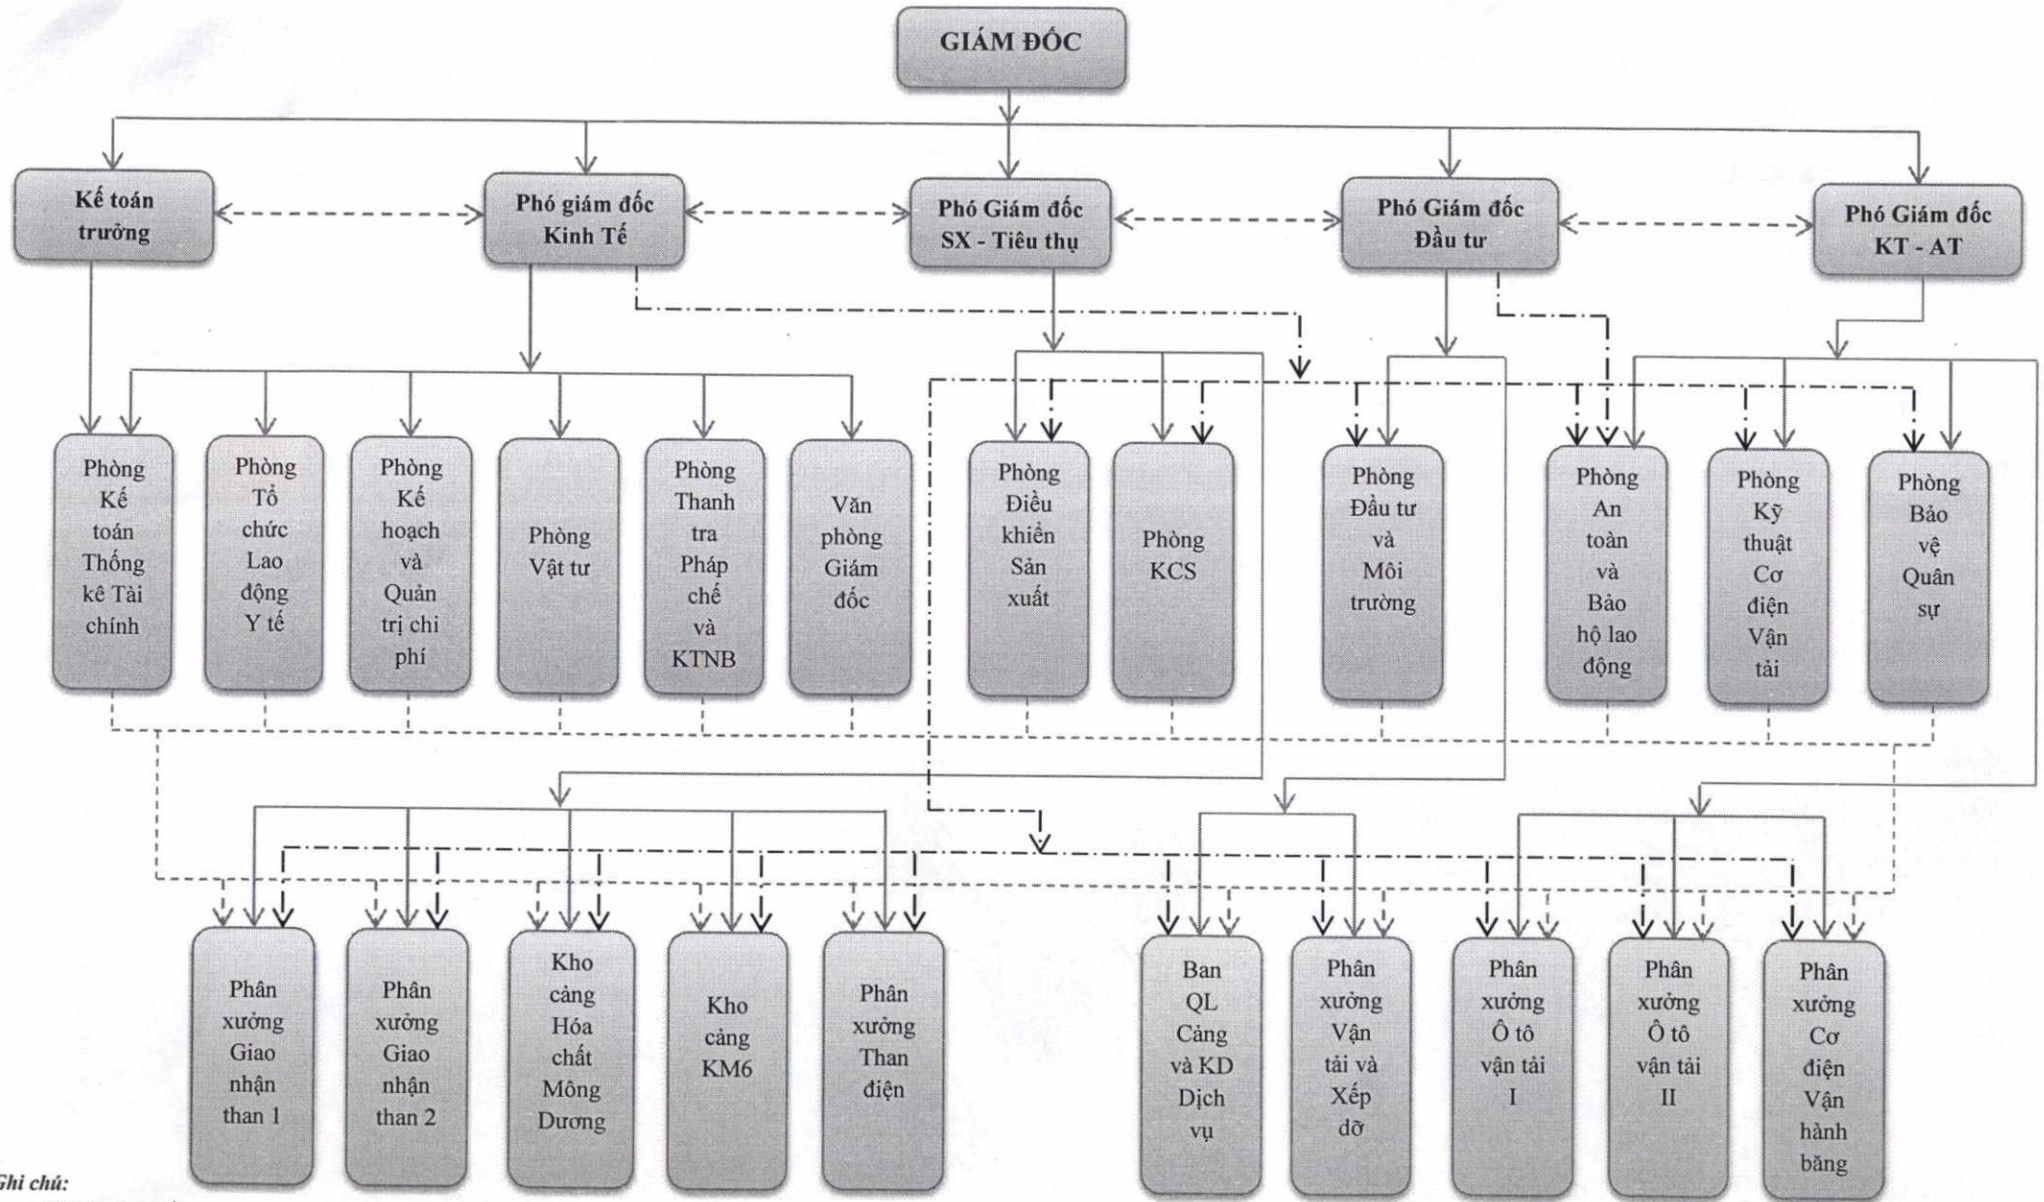 GIÁM ĐỐC
Kế toán
trưởng
Phó giám đốc
Kinh Tế
Phó Giám đốc
SX - Tiêu thụ
Phó Giám đốc
Đầu tư
Phó Giám đốc
KT - AT
Phòng
Kế
toán
Thống
kê Tài
chính
Phòng
Tổ
chức
Lao
động
Y tế
Phòng
Kế
hoạch
và
Quản
trị chi
phí
Phòng
Vật tư
Phòng
Thanh
tra
Pháp
chế
và
KTNB
Văn
phòng
Giám
đốc
Phòng
Điều
khiển
Sản
xuất
Phòng
KCS
Phòng
Đầu tư
và
Môi
trường
Phòng
An
toàn
và
Bảo
hộ lao
động
Phòng
Kỹ
thuật
Cơ
điện
Vận
tải
Phòng
Bảo
vệ
Quân
sự
Phân
xưởng
Giao
nhận
than 1
Phân
xưởng
Giao
nhận
than 2
Kho
cảng
Hóa
chất
Mông
Dương
Kho
cảng
KM6
Phân
xưởng
Than
điện
Ban
QL
Cảng
và KD
Dịch
vụ
Phân
xưởng
Vận
tải và
Xếp
dỡ
Phân
xưởng
Ô tô
vận tải
I
Phân
xưởng
Ô tô
vận tải
II
Phân
xưởng
Cơ
điện
Vận
hành
băng
Ghi chú: